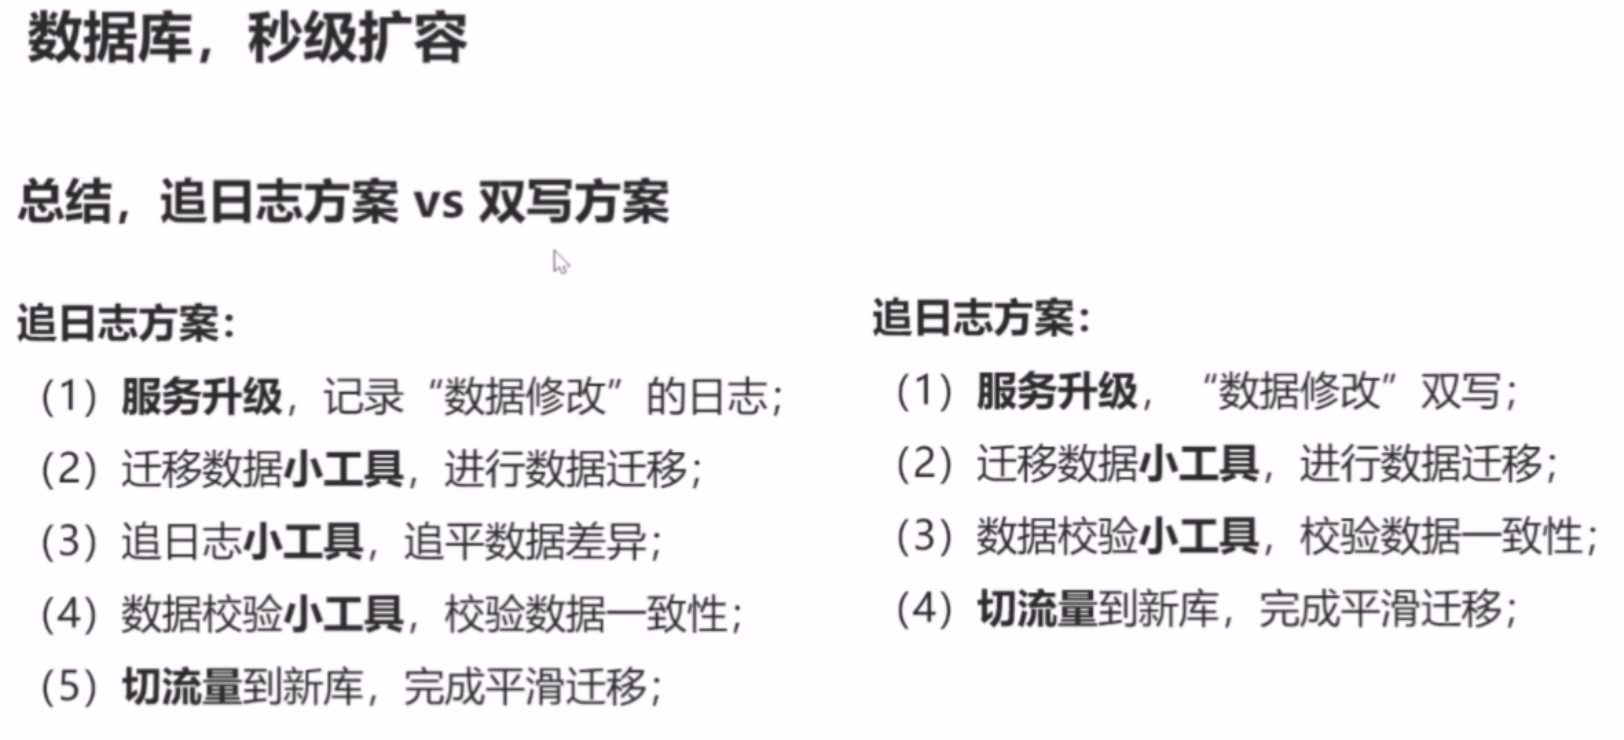 数据库，秒级扩容
总结，追日志方案 vs 双写方案
追日志方案：
（1）服务升级，记录“数据修改”的日志；
（2）迁移数据小工具，进行数据迁移；
（3）追日志小工具，追平数据差异；
（4）数据校验小工具，校验数据一致性；
（5）切流量到新库，完成平滑迁移；
追日志方案：
（1）服务升级， “数据修改”双写；
（2）迁移数据小工具，进行数据迁移；
（3）数据校验小工具，校验数据一致性；
（4）切流量到新库，完成平滑迁移；